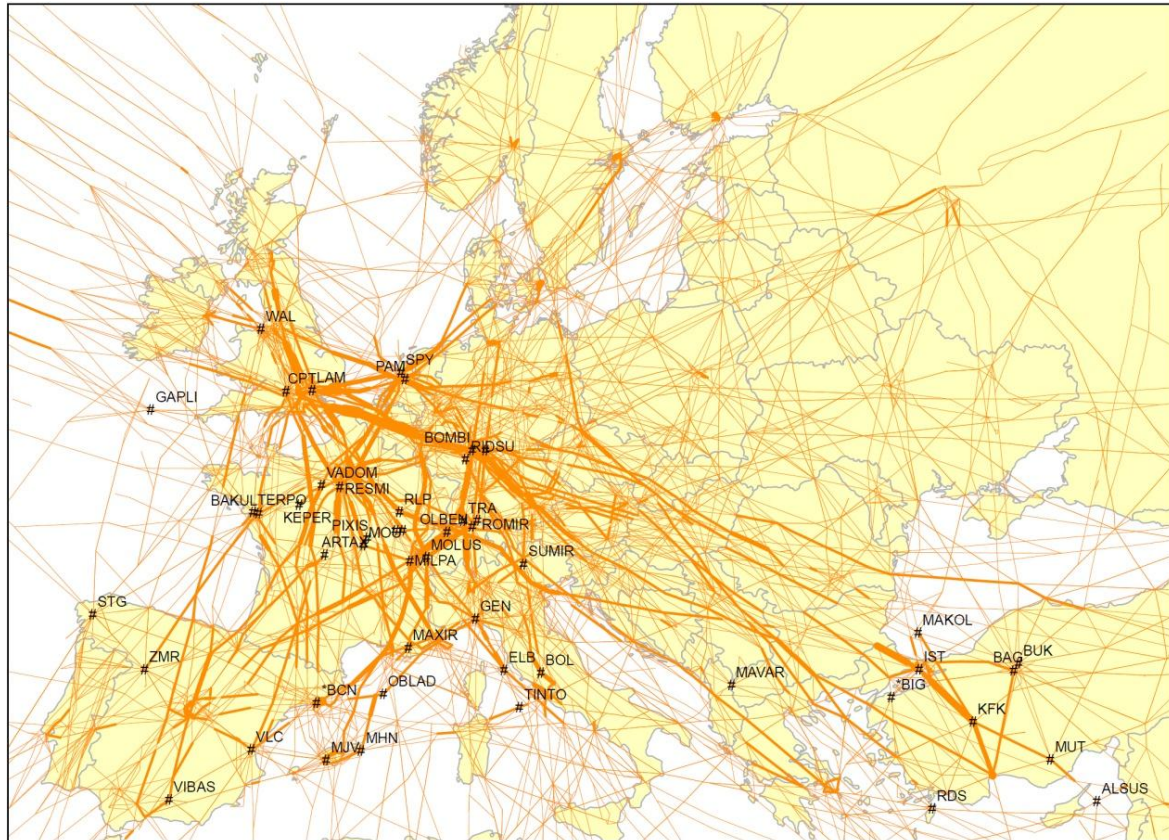 WAL
SPY
PAM
CPT LAM
GAPLI
BOMBI
RIDSU
VADOM
RESMI
BAKUL TERPO
RLP
KEPER
TRA
PIXIS
MOU
OLBEN
ROMIR
ARTAX
MOLUS
MILPA
SUMIR
STG
GEN
MAKOL
MAXIR
ZMR
ELB
BOL
IST
BUK
BAG
MAVAR
*BCN
OBLAD
*BIG
TINTO
KFK
VLC
MJV
MHN
MUT
VIBAS
RDS
ALSUS